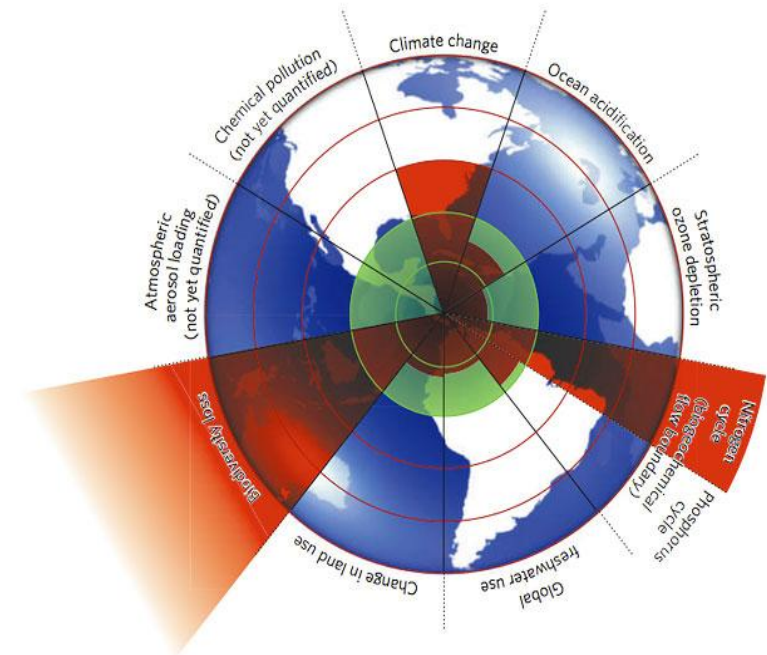 Climate change
Ocean acidification
Stratospheric
ozone depletion
Nitrogen
cycle
(biogeochemical
flow boundary)
Phosphorus
cycle
Global
freshwater use
Change in land use
Biodiversity loss
Atmospheric
aerosol loading
(not yet quantified)
Chemical pollution
(not yet quantified)